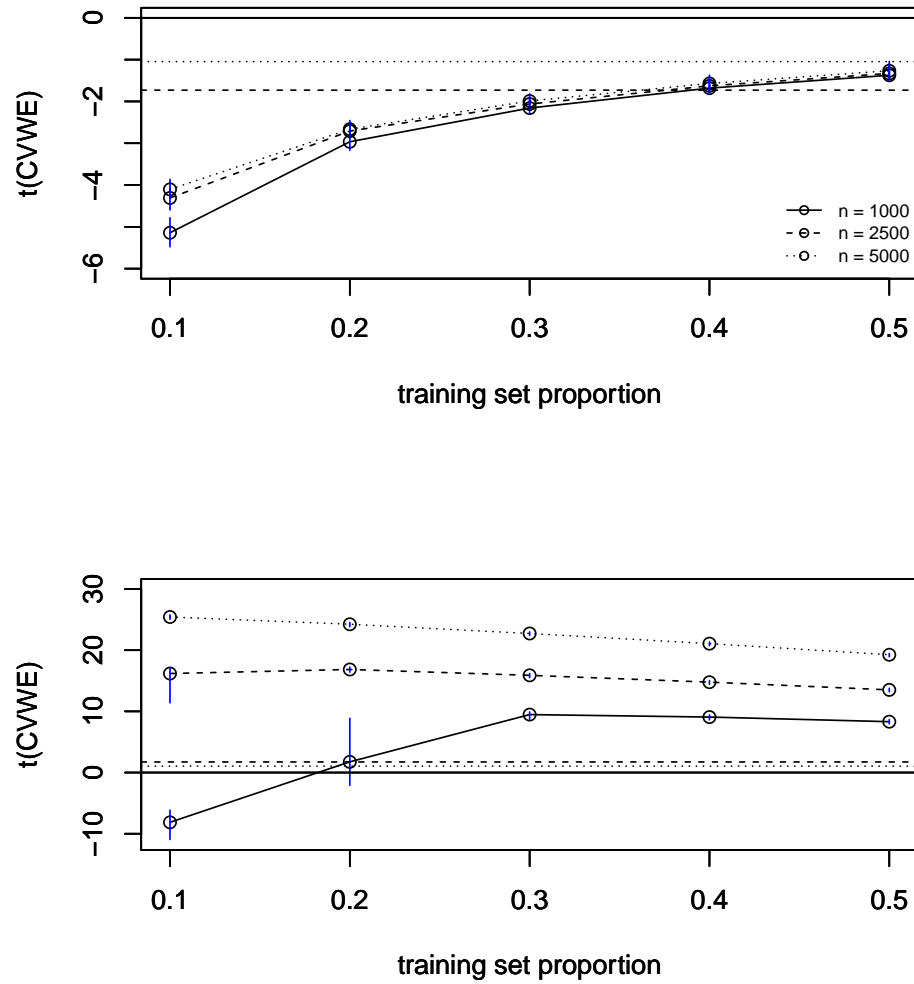 t(CVWE)
0
−2
−4
−6
n = 1000
n = 2500
n = 5000
0.1 0.2 0.3 0.4 0.5
training set proportion
t(CVWE)
30
20
10
0
−10
0.1 0.2 0.3 0.4 0.5
training set proportion